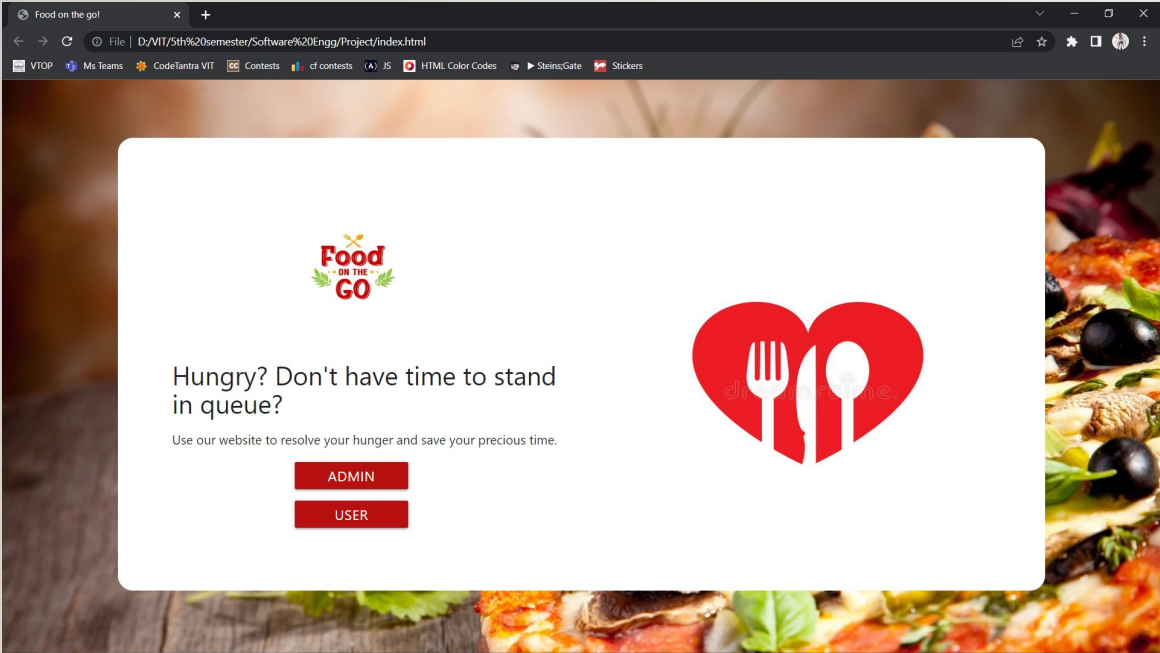 Food on the go!
File
D:/VIT/5th%20semester/Software%20Engg/Project/index.html
VTOP Ms Teams CodeTantra VIT CC Contests cf contests (A) JS HTML Color Codes ▶ Steins;Gate Stickers
Food
ON THE
GO
Hungry? Don't have time to stand
in queue?
Use our website to resolve your hunger and save your precious time.
ADMIN
USER
dreamstime.